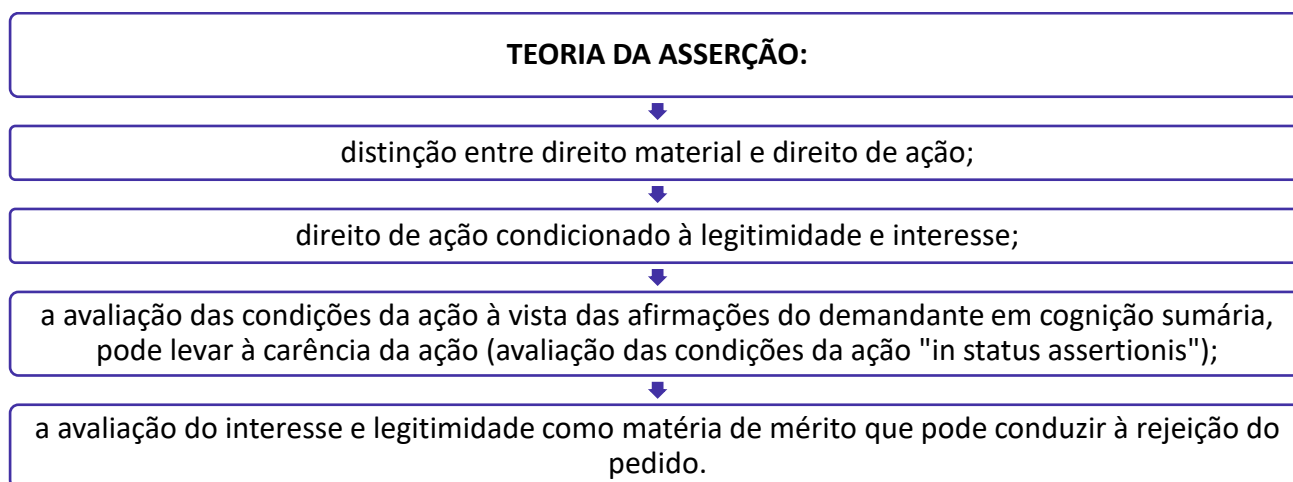 TEORIA DA ASSERÇÃO:
distinção entre direito material e direito de ação;
direito de ação condicionado à legitimidade e interesse;
a avaliação das condições da ação à vista das afirmações do demandante em cognição sumária,
pode levar à carência da ação (avaliação das condições da ação "in status assertionis");
a avaliação do interesse e legitimidade como matéria de mérito que pode conduzir à rejeição do
pedido.